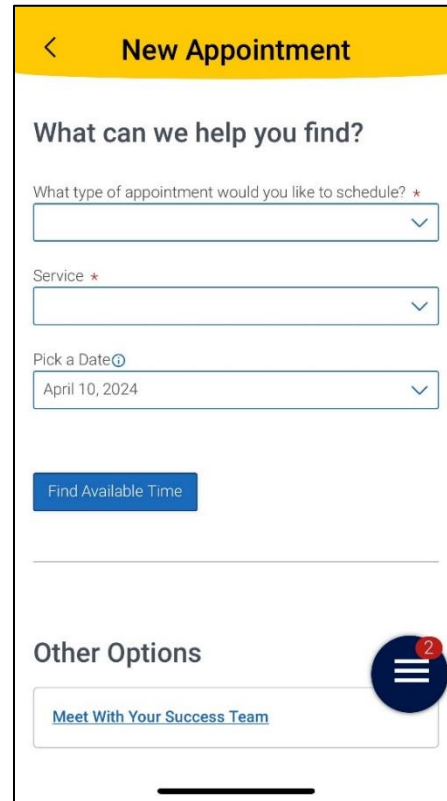 New Appointment
What can we help you find?
What type of appointment would you like to schedule? *
Service *
Pick a Date
April 10, 2024
Find Available Time
Other Options
2
Meet With Your Success Team